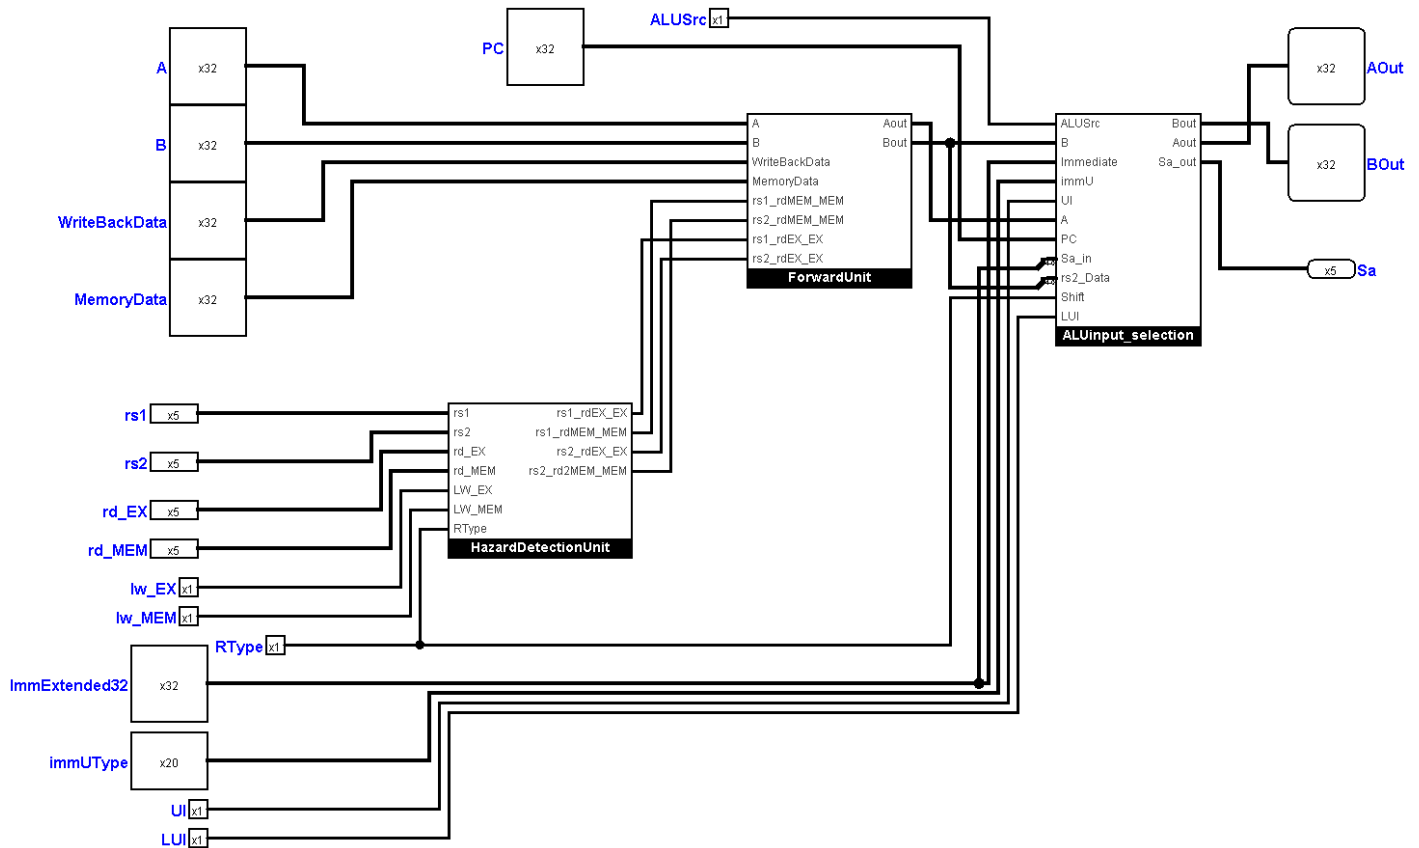 ALUSrc x1
PC x32
A x32
B x32
WriteBackData x32
MemoryData x32
A Aout
B Bout
WriteBackData
MemoryData
rs1_rdMEM_MEM
rs2_rdMEM_MEM
rs1_rdEX_EX
rs2_rdEX_EX
ForwardUnit
ALUSrc Bout
B Aout
Immediate Sa_out
immU
UI
A
PC
Sa_in
rs2_Data
Shift
LUI
ALUinput_selection
x32 AOut
x32 BOut
x5 Sa
rs1 x5
rs2 x5
rd_EX x5
rd_MEM x5
lw_EX x1
lw_MEM x1
rs1 rs1_rdEX_EX
rs2 rs1_rdMEM_MEM
rd_EX rs2_rdEX_EX
rd_MEM rs2_rd2MEM_MEM
LW_EX
LW_MEM
RType
HazardDetectionUnit
RType x1
ImmExtended32 x32
immUType x20
UI x1
LUI x1